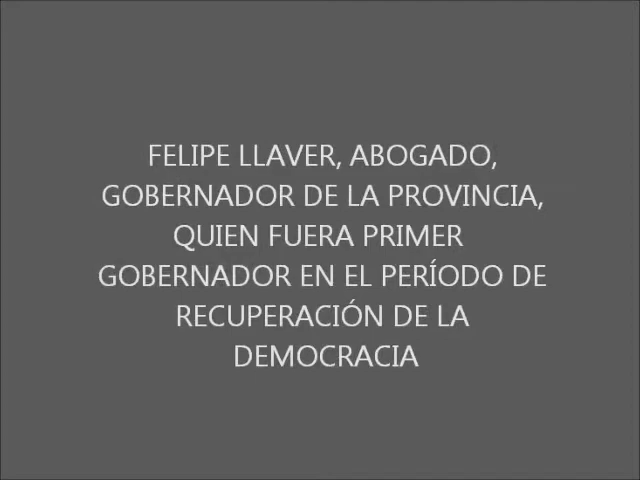 FELIPE LLAVER, ABOGADO,
GOBERNADOR DE LA PROVINCIA,
QUIEN FUERA PRIMER
GOBERNADOR EN EL PERÍODO DE
RECUPERACIÓN DE LA
DEMOCRACIA